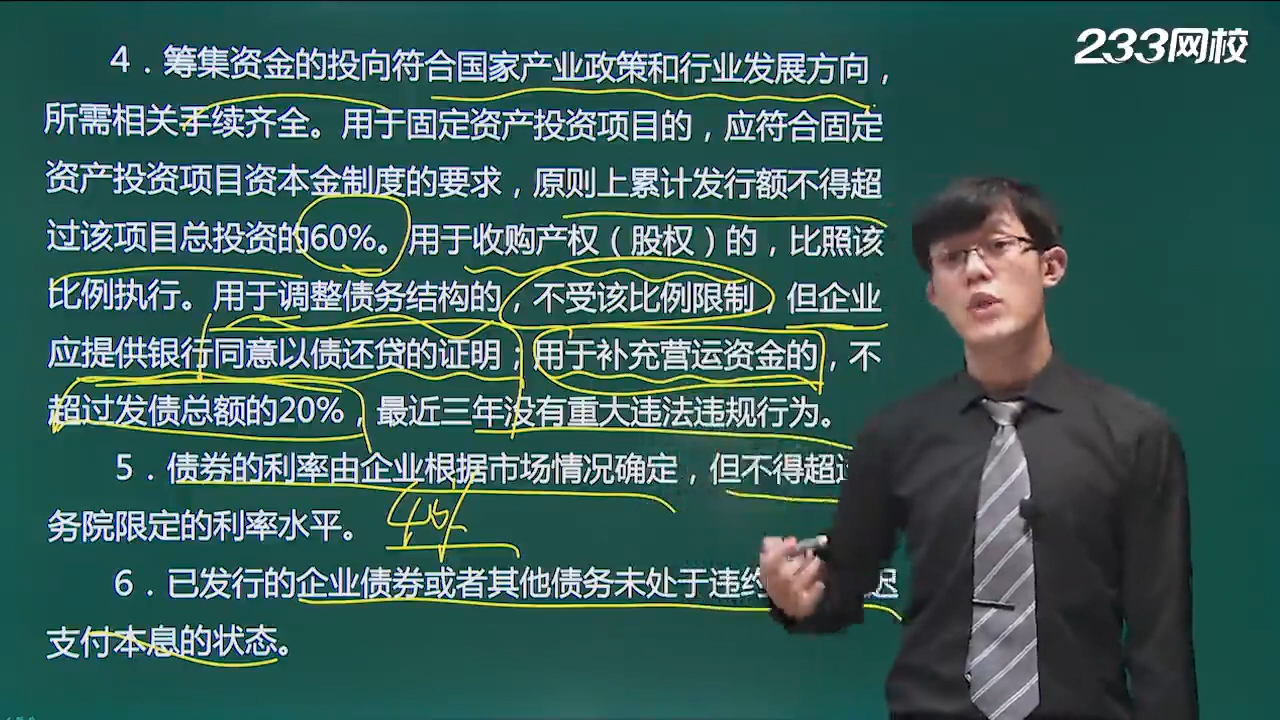 233网校
4．筹集资金的投向符合国家产业政策和行业发展方向，
所需相关手续齐全。用于固定资产投资项目的，应符合固定
资产投资项目资本金制度的要求，原则上累计发行额不得超
过该项目总投资的60%。用于收购产权（股权）的，比照该
比例执行。用于调整债务结构的，不受该比例限制，但企业
应提供银行同意以债还贷的证明；用于补充营运资金的，不
超过发债总额的20%，最近三年没有重大违法违规行为。
5．债券的利率由企业根据市场情况确定，但不得超
务院限定的利率水平。
6．已发行的企业债券或者其他债务未处于违约 迟
支付本息的状态。